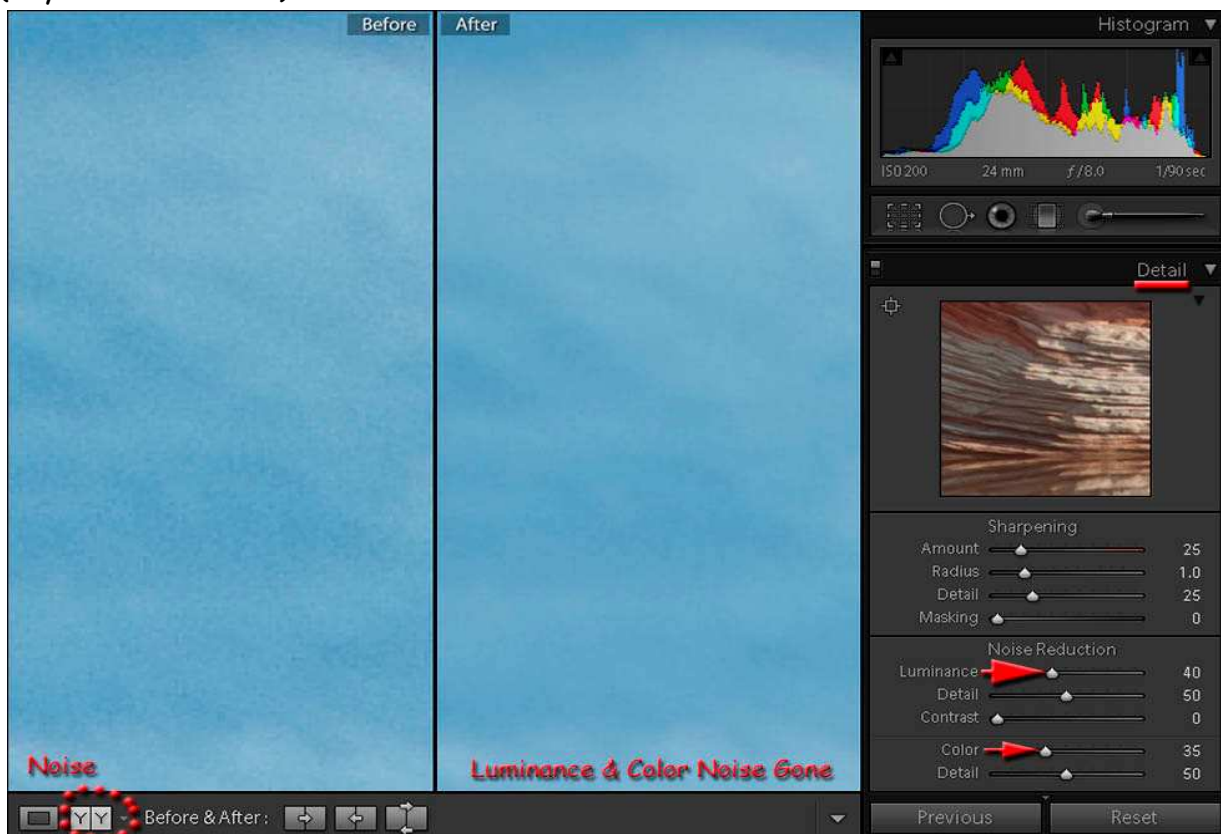 Before
After
Histogram
ISO 200 24 mm ƒ/8.0 1/90 sec
Detail
Sharpening
Amount 25
Radius 1.0
Detail 25
Masking 0
Noise Reduction
Luminance 40
Detail 50
Contrast 0
Color 35
Detail 50
Noise
Luminance & Color Noise Gone
Y Y Before & After :
Previous Reset